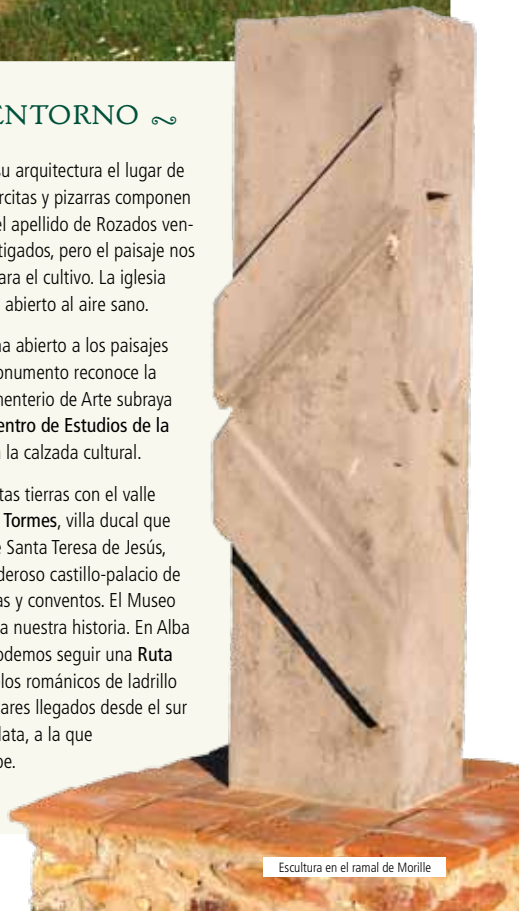 ENTORNO
su arquitectura el lugar de
rcitas y pizarras componen
el apellido de Rozados ven-
tigados, pero el paisaje nos
ara el cultivo. La iglesia
abierto al aire sano.
na abierto a los paisajes
onumento reconoce la
menterio de Arte subraya
entro de Estudios de la
a la calzada cultural.
tas tierras con el valle
Tormes, villa ducal que
e Santa Teresa de Jesús,
deroso castillo-palacio de
as y conventos. El Museo
a nuestra historia. En Alba
odemos seguir una Ruta
los románicos de ladrillo
ares llegados desde el sur
lata, a la que
be.
Escultura en el ramal de Morille